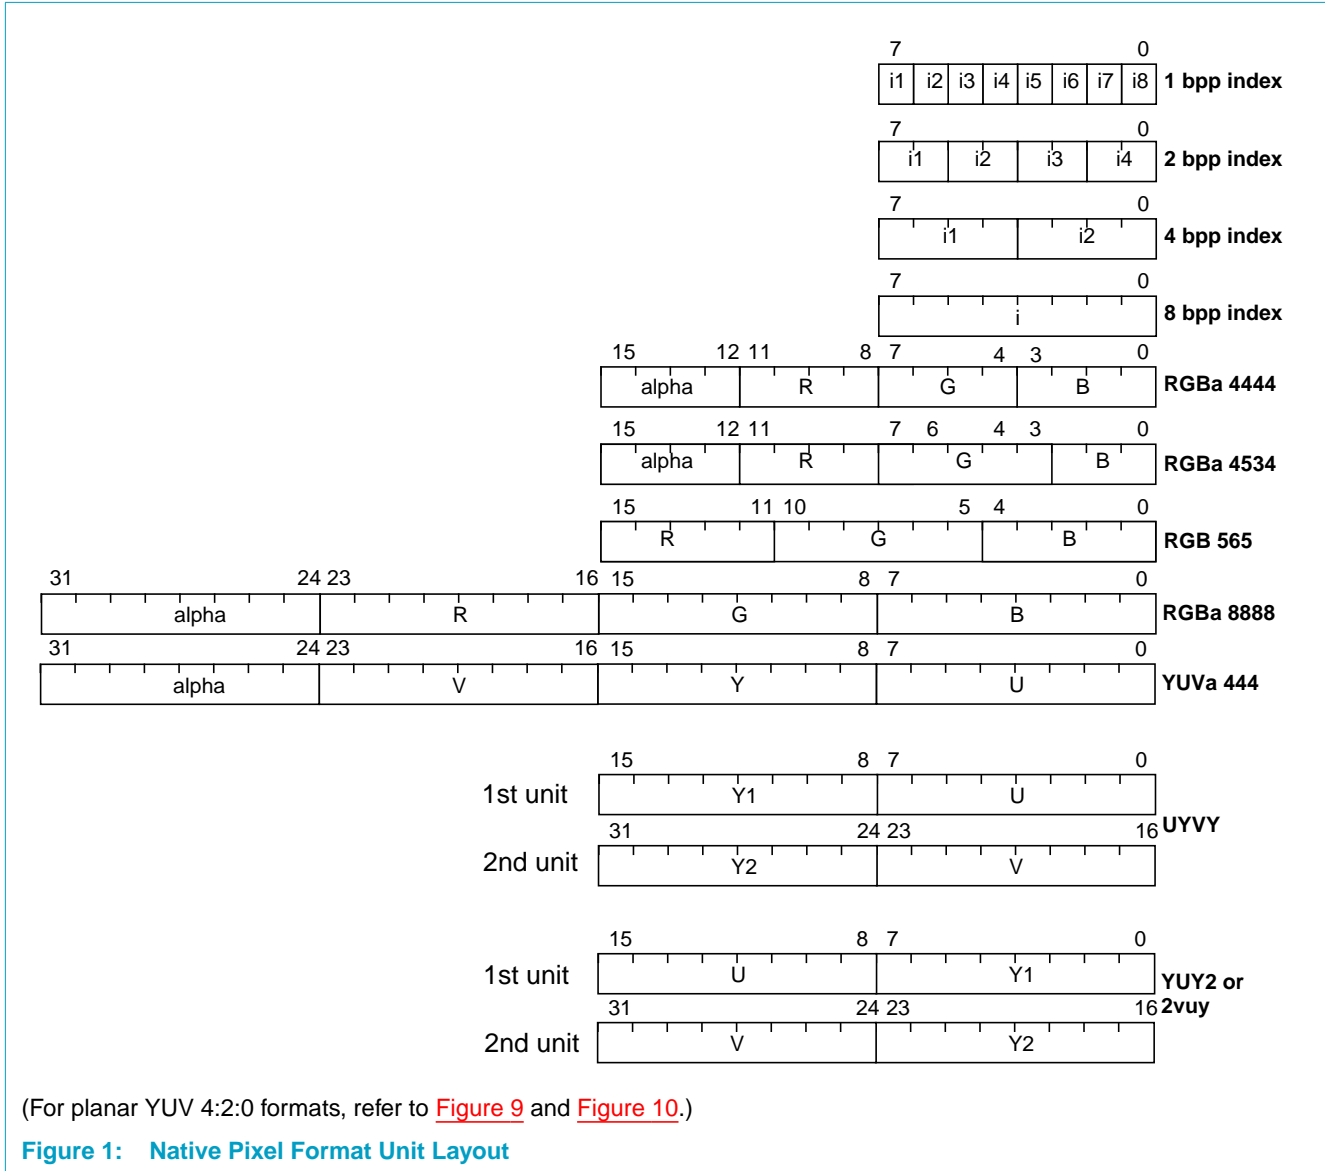 7 0
i1 i2 i3 i4 i5 i6 i7 i8 1 bpp index
7 0
i1 i2 i3 i4 2 bpp index
7 0
i1 i2 4 bpp index
7 0
i 8 bpp index
15 12 11 8 7 4 3 0
alpha R G B RGBa 4444
15 12 11 7 6 4 3 0
alpha R G B RGBa 4534
15 11 10 5 4 0
R G B RGB 565
31 24 23 16 15 8 7 0
alpha R G B RGBa 8888
31 24 23 16 15 8 7 0
alpha V Y U YUVa 444
15 8 7 0
1st unit Y1 U
UYVY
31 24 23 16
2nd unit Y2 V
15 8 7 0
1st unit U Y1
YUY2 or
2vuy
31 24 23 16
2nd unit V Y2
(For planar YUV 4:2:0 formats, refer to Figure 9 and Figure 10.)
Figure 1: Native Pixel Format Unit Layout